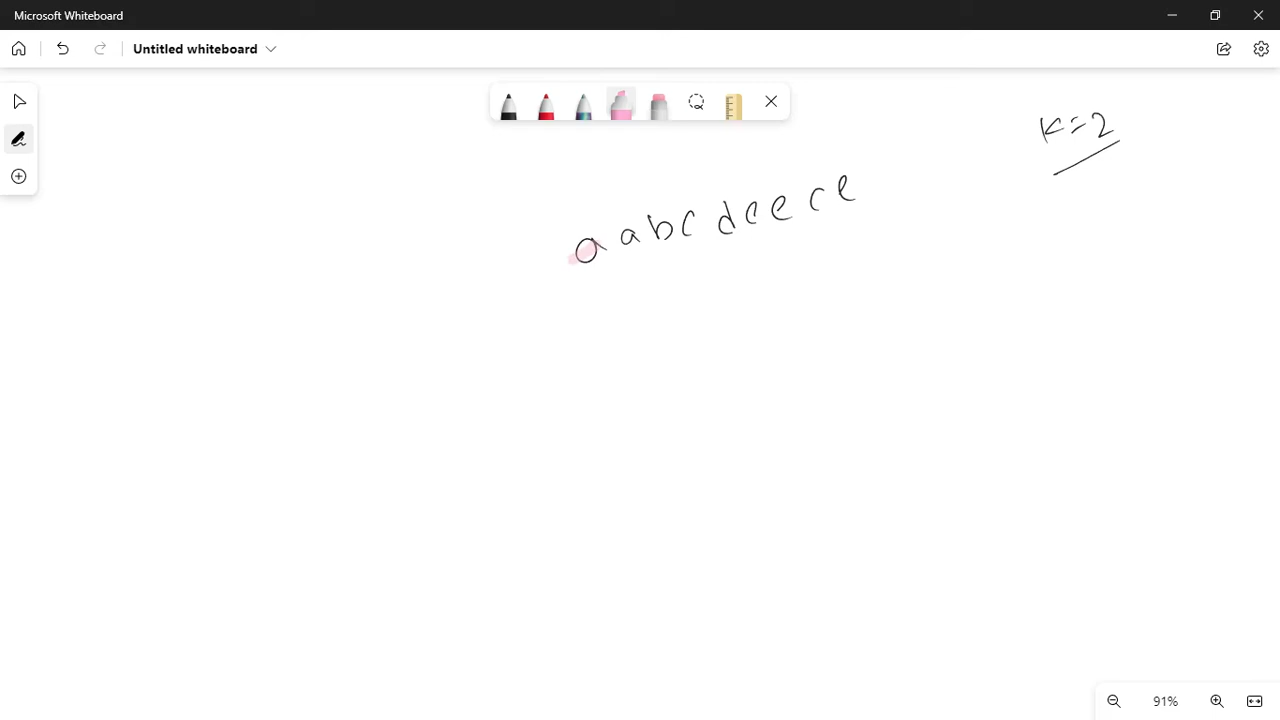 Microsoft Whiteboard
Untitled whiteboard
K=2
a a b c d c e c e
91%